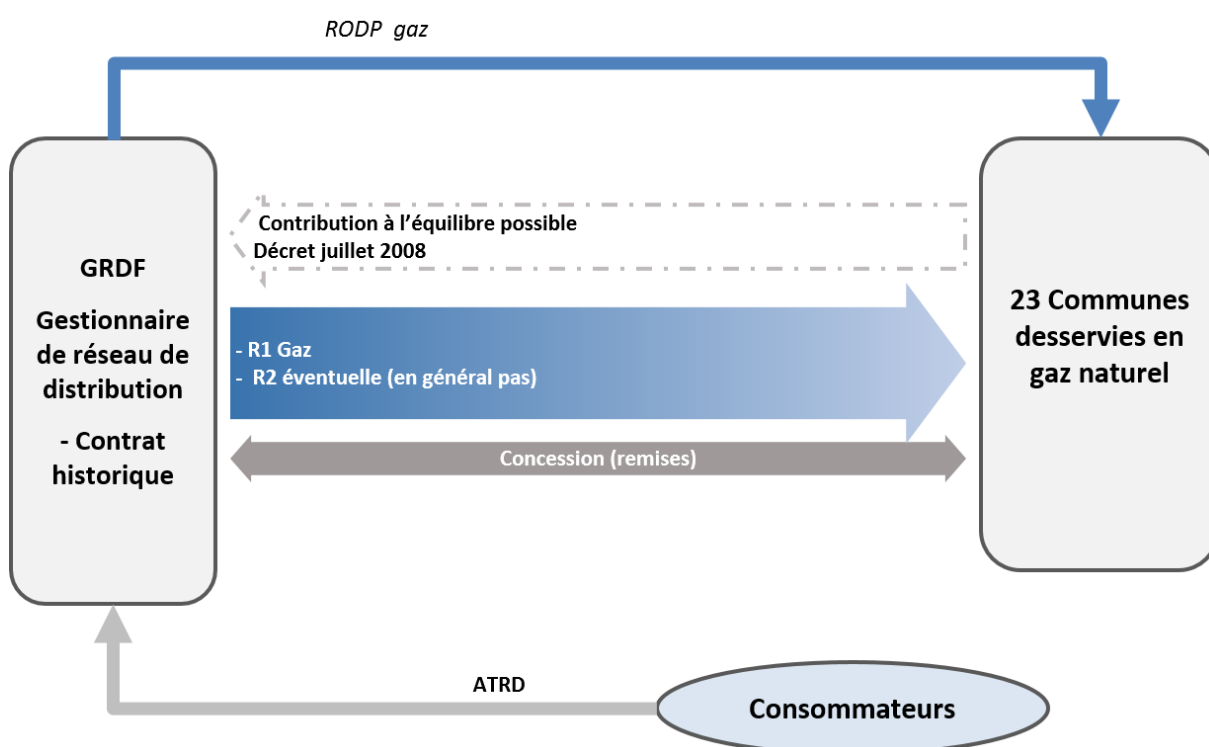 RODP gaz
Contribution à l'équilibre possible
Décret juillet 2008
GRDF
Gestionnaire
de réseau de
distribution
- Contrat
historique
- R1 Gaz
- R2 éventuelle (en général pas)
Concession (remises)
23 Communes
desservies en
gaz naturel
ATRD
Consommateurs